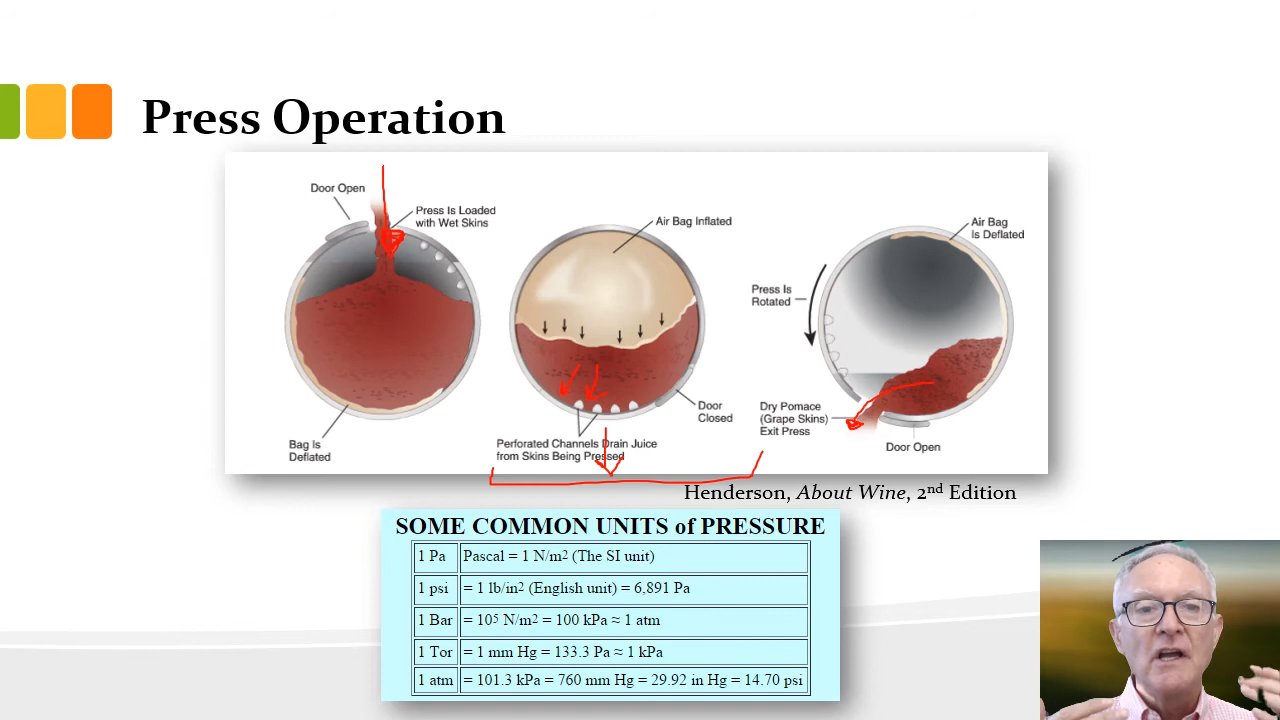 Press Operation
Door Open
Press Is Loaded
with Wet Skins
Bag Is
Deflated
Air Bag Inflated
Door
Closed
Perforated Channels Drain Juice
from Skins Being Pressed
Air Bag
Is Deflated
Press Is
Rotated
Dry Pomace
(Grape Skins)
Exit Press
Door Open
Henderson, About Wine, 2nd Edition
SOME COMMON UNITS of PRESSURE
1 Pa Pascal = 1 N/m2 (The SI unit)
1 psi = 1 lb/in2 (English unit) = 6,891 Pa
1 Bar = 105 N/m2 = 100 kPa ≈ 1 atm
1 Tor = 1 mm Hg = 133.3 Pa ≈ 1 kPa
1 atm = 101.3 kPa = 760 mm Hg = 29.92 in Hg = 14.70 psi